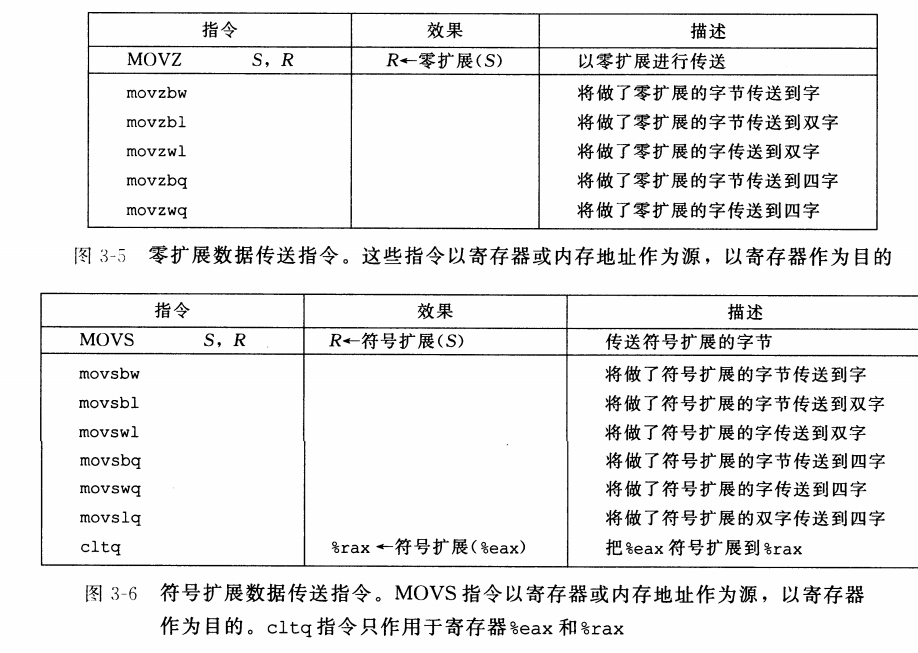 指令 效果 描述
MOVZ S, R R←零扩展(S) 以零扩展进行传送
movzbw 将做了零扩展的字节传送到字
movzbl 将做了零扩展的字节传送到双字
movzwl 将做了零扩展的字传送到双字
movzbq 将做了零扩展的字节传送到四字
movzwq 将做了零扩展的字传送到四字
图 3-5 零扩展数据传送指令。这些指令以寄存器或内存地址作为源，以寄存器作为目的
指令 效果 描述
MOVS S, R R←符号扩展(S) 传送符号扩展的字节
movsbw 将做了符号扩展的字节传送到字
movsbl 将做了符号扩展的字节传送到双字
movswl 将做了符号扩展的字传送到双字
movsbq 将做了符号扩展的字节传送到四字
movswq 将做了符号扩展的字传送到四字
movslq 将做了符号扩展的双字传送到四字
cltq %rax←符号扩展(%eax) 把%eax符号扩展到%rax
图 3-6 符号扩展数据传送指令。MOVS指令以寄存器或内存地址作为源，以寄存器
作为目的。cltq指令只作用于寄存器%eax和%rax